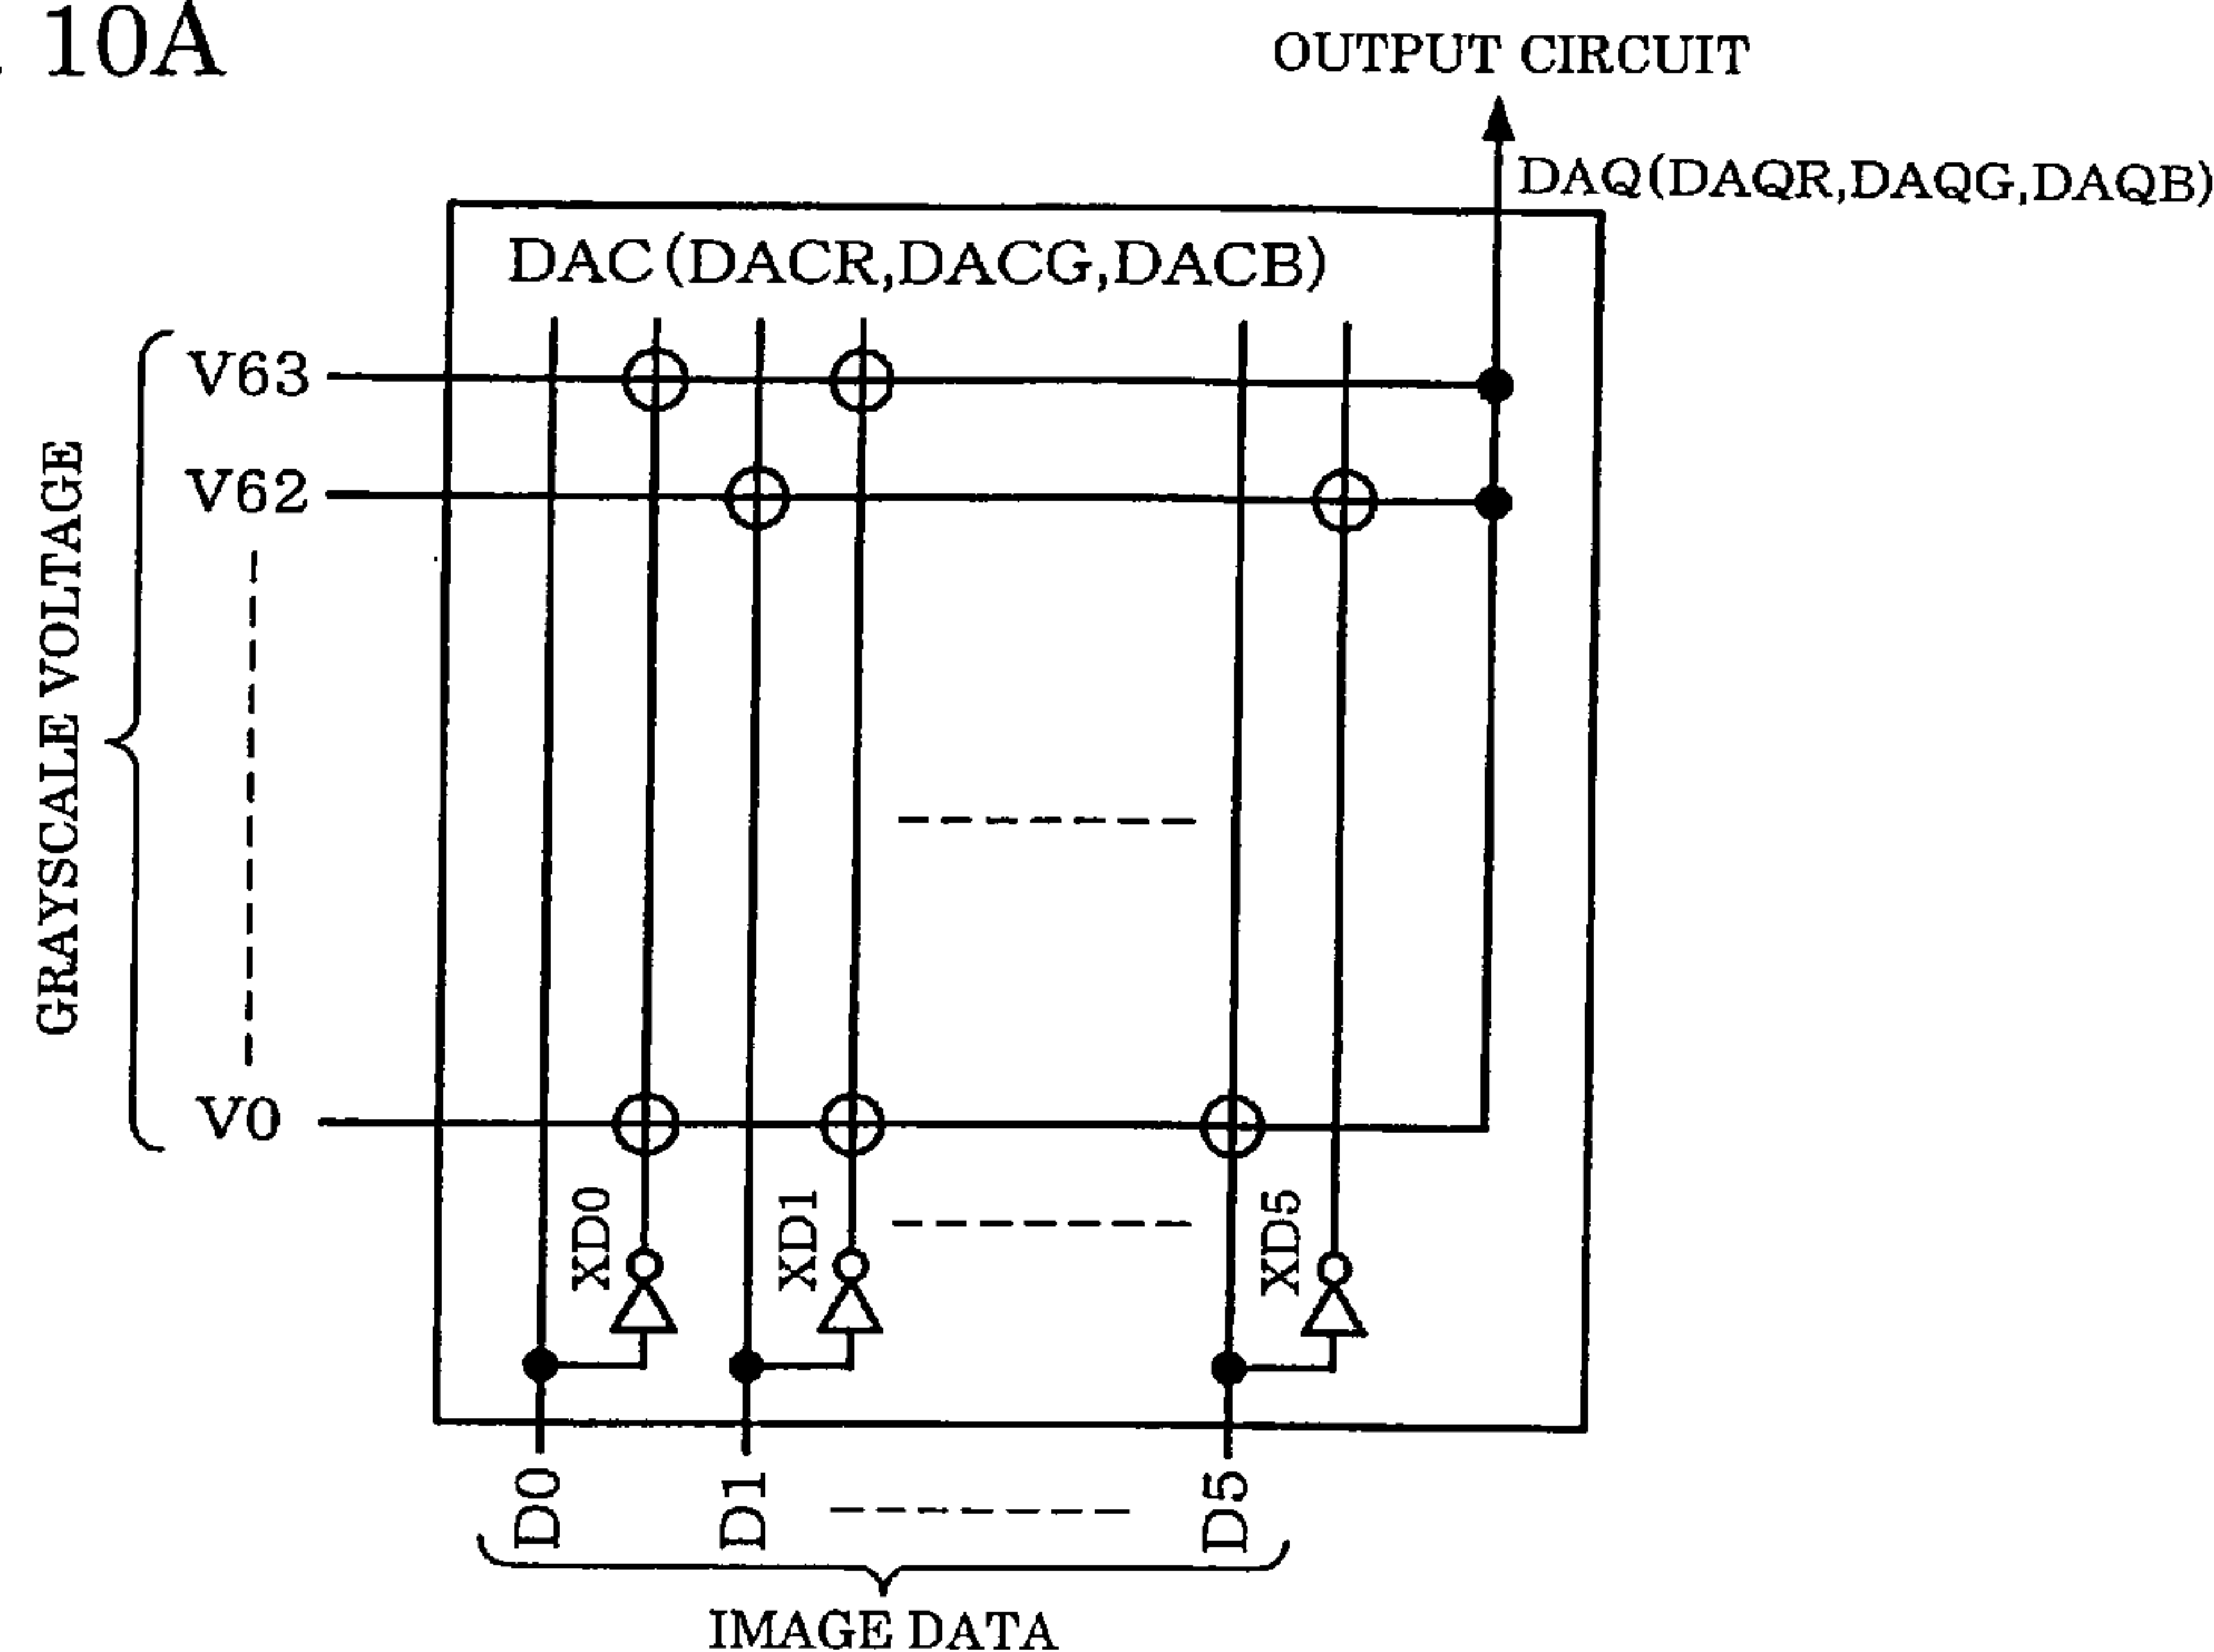 10A
OUTPUT CIRCUIT
DAQ(DAQR,DAQG,DAQB)
DAC(DACR,DACG,DACB)
V63
V62
GRAYSCALE VOLTAGE
V0
XD0
XD1
XD5
D0
D1
D5
IMAGE DATA